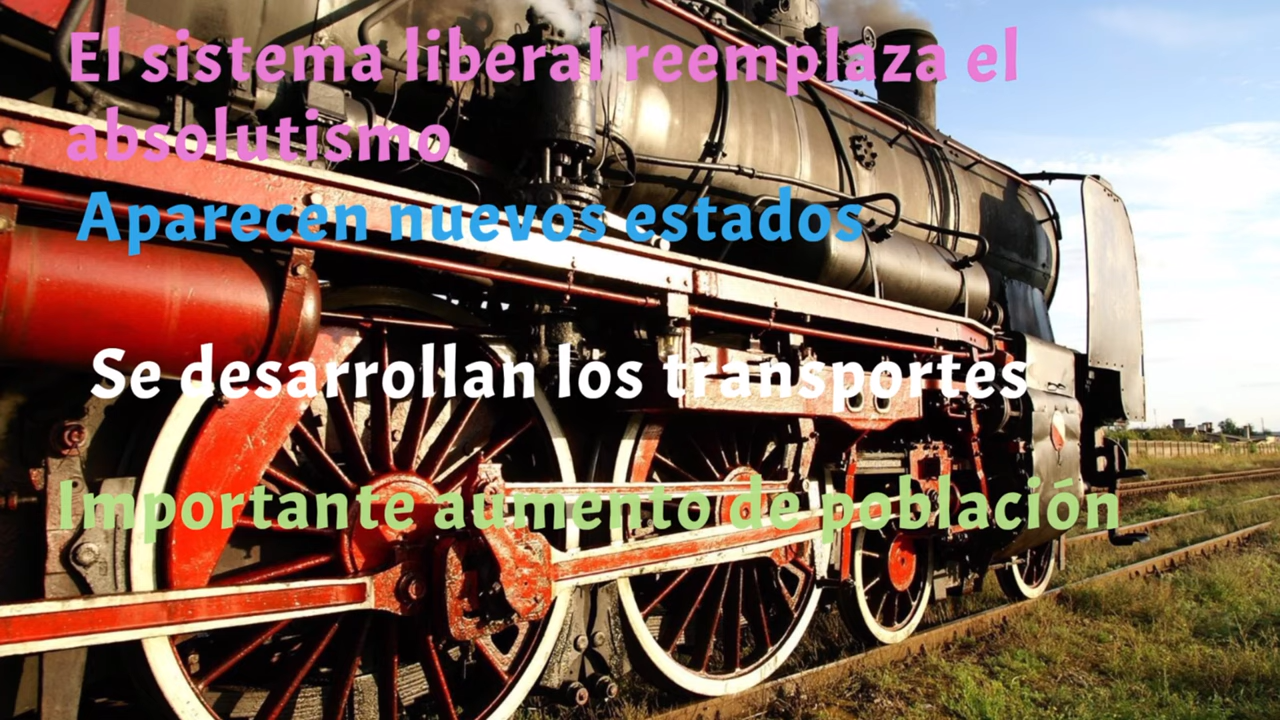 El sistema liberal reemplaza el
absolutismo
Aparecen nuevos estados
Se desarrollan los transportes
Importante aumento de población